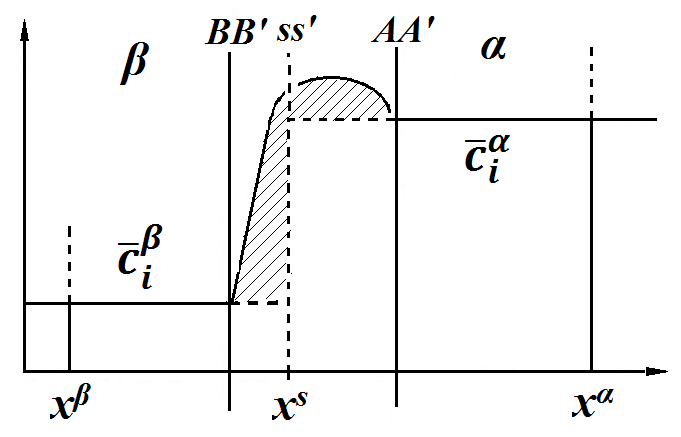 BB' ss' AA'
β α
c̄ᵢᵅ
c̄ᵢᵝ
xᵝ xˢ xᵅ